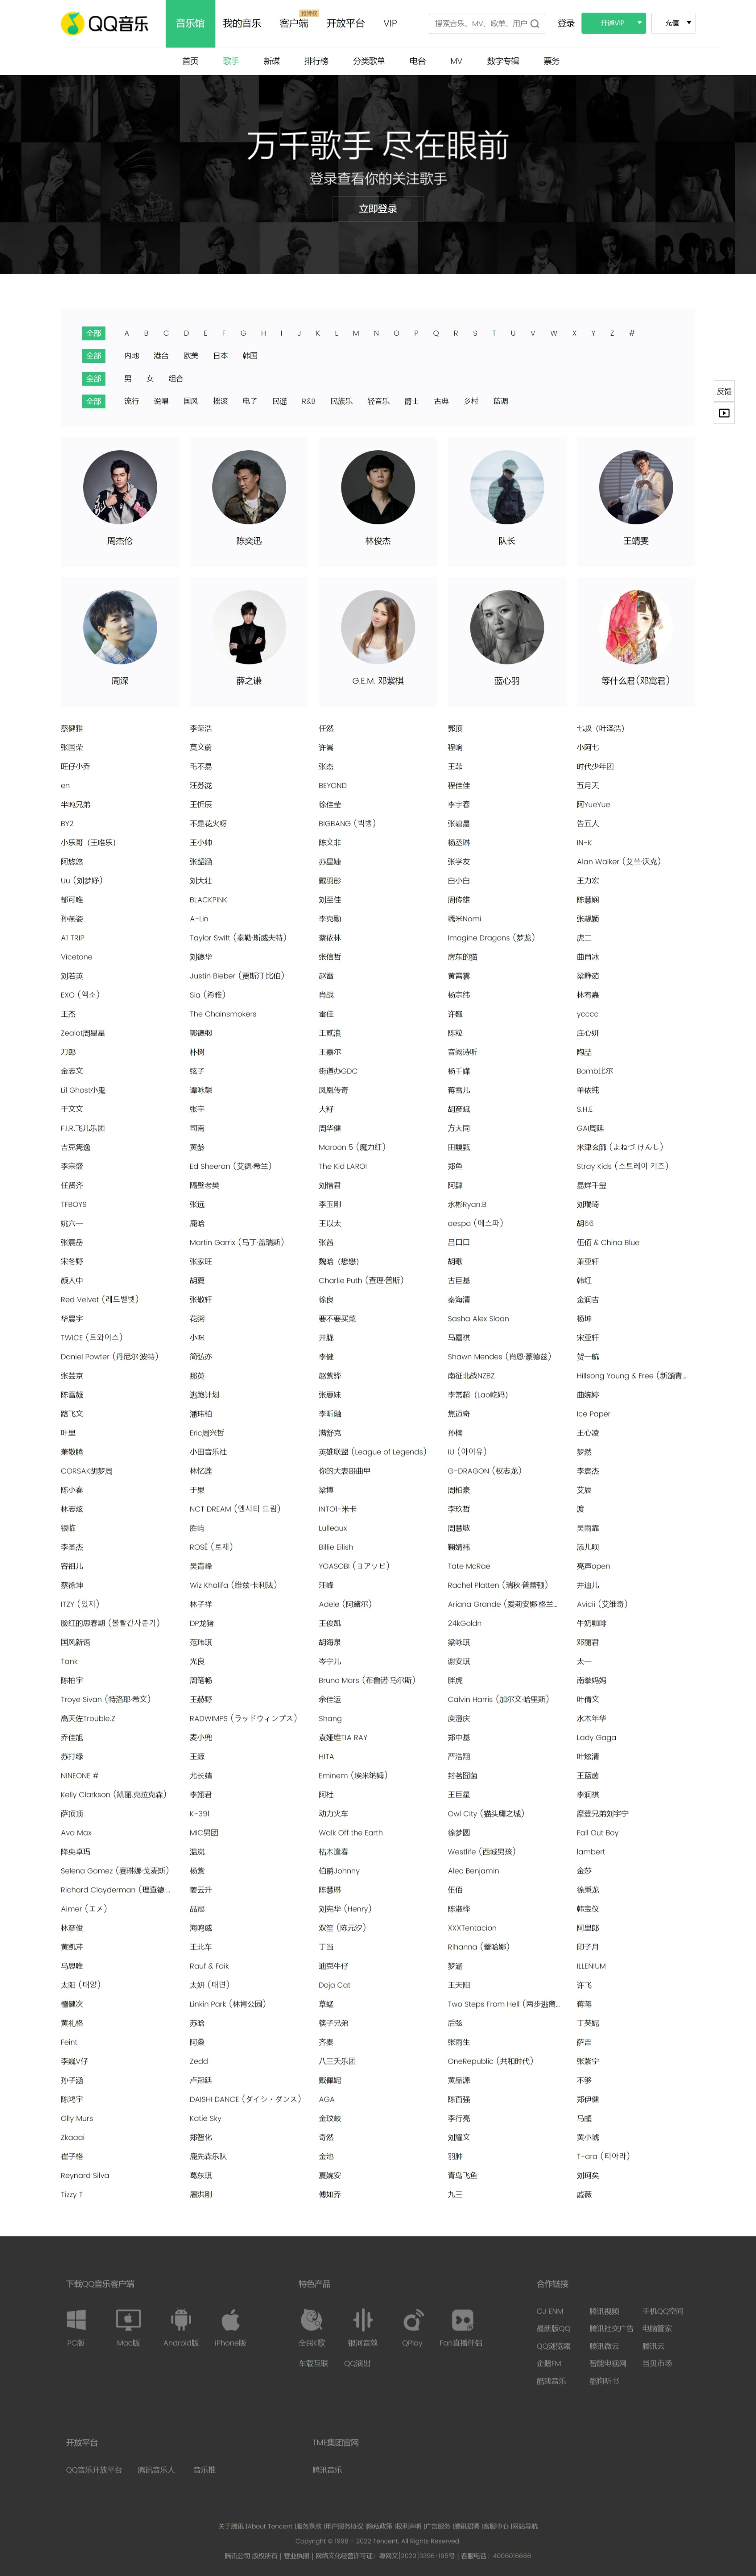 QQ音乐
音乐馆 我的音乐 客户端 开放平台 VIP 搜索音乐、MV、歌单、用户 登录 开通VIP 充值
首页 歌手 新碟 排行榜 分类歌单 电台 MV 数字专辑 票务
万千歌手 尽在眼前
登录查看你的关注歌手
立即登录
全部 A B C D E F G H I J K L M N O P Q R S T U V W X Y Z #
全部 内地 港台 欧美 日本 韩国
全部 男 女 组合
反馈
全部 流行 说唱 国风 摇滚 电子 民谣 R&B 民族乐 轻音乐 爵士 古典 乡村 蓝调
周杰伦 陈奕迅 林俊杰 队长 王靖雯
周深 薛之谦 G.E.M. 邓紫棋 蓝心羽 等什么君(邓寓君)
蔡健雅 李荣浩 任然 郭顶 七叔（叶泽浩）
张国荣 莫文蔚 许嵩 程响 小阿七
旺仔小乔 毛不易 张杰 王菲 时代少年团
en 汪苏泷 BEYOND 程佳佳 五月天
半吨兄弟 王忻辰 徐佳莹 李宇春 阿YueYue
BY2 不是花火呀 BIGBANG (빅뱅) 张碧晨 告五人
小乐哥（王唯乐） 王小帅 陈文非 杨丞琳 IN-K
阿悠悠 张韶涵 苏星婕 张学友 Alan Walker (艾兰·沃克)
Uu (刘梦妤) 刘大壮 戴羽彤 白小白 王力宏
郁可唯 BLACKPINK 刘至佳 周传雄 陈慧娴
孙燕姿 A-Lin 李克勤 糯米Nomi 张靓颖
A1 TRIP Taylor Swift (泰勒·斯威夫特) 蔡依林 Imagine Dragons (梦龙) 虎二
Vicetone 刘德华 张信哲 房东的猫 曲肖冰
刘若英 Justin Bieber (贾斯汀·比伯) 赵雷 黄霄雲 梁静茹
EXO (엑소) Sia (希雅) 肖战 杨宗纬 林宥嘉
王杰 The Chainsmokers 雷佳 许巍 ycccc
Zealot周星星 郭德纲 王贰浪 陈粒 庄心妍
刀郎 朴树 王嘉尔 音阙诗听 陶喆
金志文 弦子 街道办GDC 杨千嬅 Bomb比尔
Lil Ghost小鬼 谭咏麟 凤凰传奇 蒋雪儿 单依纯
于文文 张宇 大籽 胡彦斌 S.H.E
F.I.R.飞儿乐团 司南 周华健 方大同 GAI周延
吉克隽逸 黄龄 Maroon 5 (魔力红) 田馥甄 米津玄師 (よねづ けんし)
李宗盛 Ed Sheeran (艾德·希兰) The Kid LAROI 郑鱼 Stray Kids (스트레이 키즈)
任贤齐 隔壁老樊 刘惜君 阿肆 易烊千玺
TFBOYS 张远 李玉刚 永彬Ryan.B 刘瑞琦
姚六一 鹿晗 王以太 aespa (에스파) 胡66
张震岳 Martin Garrix (马丁·盖瑞斯) 张茜 吕口口 伍佰 & China Blue
宋冬野 张家旺 魏晗（懋懋） 胡歌 萧亚轩
颜人中 胡夏 Charlie Puth (查理·普斯) 古巨基 韩红
Red Velvet (레드벨벳) 张敬轩 徐良 秦海清 金润吉
华晨宇 花粥 要不要买菜 Sasha Alex Sloan 杨坤
TWICE (트와이스) 小咪 井胧 马嘉祺 宋亚轩
Daniel Powter (丹尼尔·波特) 简弘亦 李健 Shawn Mendes (肖恩·蒙德兹) 贺一航
张芸京 那英 赵紫骅 南征北战NZBZ Hillsong Young & Free (新颂青...
陈雪凝 逃跑计划 张惠妹 李常超（Lao乾妈） 曲婉婷
路飞文 潘玮柏 李昕融 焦迈奇 Ice Paper
叶里 Eric周兴哲 满舒克 孙楠 王心凌
萧敬腾 小田音乐社 英雄联盟 (League of Legends) IU (아이유) 梦然
CORSAK胡梦周 林忆莲 你的大表哥曲甲 G-DRAGON (权志龙) 李袁杰
陈小春 于果 梁博 周柏豪 艾辰
林志炫 NCT DREAM (엔시티 드림) INTO1-米卡 李玖哲 渡
银临 胜屿 Lulleaux 周慧敏 吴雨霏
李圣杰 ROSÉ (로제) Billie Eilish 鞠婧祎 添儿呗
容祖儿 吴青峰 YOASOBI (ヨアソビ) Tate McRae 亮声open
蔡徐坤 Wiz Khalifa (维兹·卡利法) 汪峰 Rachel Platten (瑞秋·普蕾顿) 井迪儿
ITZY (있지) 林子祥 Adele (阿黛尔) Ariana Grande (爱莉安娜·格兰... Avicii (艾维奇)
脸红的思春期 (볼빨간사춘기) DP龙猪 王俊凯 24kGoldn 牛奶咖啡
国风新语 范玮琪 胡海泉 梁咏琪 邓丽君
Tank 光良 岑宁儿 谢安琪 太一
陈柏宇 周笔畅 Bruno Mars (布鲁诺·马尔斯) 胖虎 南拳妈妈
Troye Sivan (特洛耶·希文) 王赫野 余佳运 Calvin Harris (加尔文·哈里斯) 叶倩文
高天佐Trouble.Z RADWIMPS (ラッドウィンプス) Shang 庾澄庆 水木年华
乔佳旭 麦小兜 袁娅维TIA RAY 郑中基 Lady Gaga
苏打绿 王源 HITA 严浩翔 叶炫清
NINEONE # 尤长靖 Eminem (埃米纳姆) 封茗囧菌 王蓝茵
Kelly Clarkson (凯丽.克拉克森) 李翊君 阿杜 王巨星 李润祺
萨顶顶 K-391 动力火车 Owl City (猫头鹰之城) 摩登兄弟刘宇宁
Ava Max MIC男团 Walk Off the Earth 徐梦圆 Fall Out Boy
降央卓玛 温岚 枯木逢春 Westlife (西城男孩) lambert
Selena Gomez (赛琳娜·戈麦斯) 杨紫 伯爵Johnny Alec Benjamin 金莎
Richard Clayderman (理查德·... 姜云升 陈慧琳 伍佰 徐秉龙
Aimer (エメ) 品冠 刘宪华 (Henry) 陈淑桦 韩宝仪
林彦俊 海鸣威 双笙（陈元汐） XXXTentacion 阿里郎
黄凯芹 王北车 丁当 Rihanna (蕾哈娜) 印子月
马思唯 Rauf & Faik 迪克牛仔 梦涵 ILLENIUM
太阳 (태양) 太妍 (태연) Doja Cat 王天阳 许飞
檀健次 Linkin Park (林肯公园) 草蜢 Two Steps From Hell (两步逃离... 蒋蒋
黄礼格 苏晗 筷子兄弟 后弦 丁芙妮
Feint 阿桑 齐秦 张雨生 萨吉
李巍V仔 Zedd 八三夭乐团 OneRepublic (共和时代) 张紫宁
孙子涵 卢冠廷 戴佩妮 黄品源 不够
陈鸿宇 DAISHI DANCE (ダイシ・ダンス) AGA 陈百强 郑伊健
Olly Murs Katie Sky 金玟岐 李行亮 马頔
Zkaaai 郑智化 奇然 刘耀文 黄小琥
崔子格 鹿先森乐队 金池 羽肿 T-ara (티아라)
Reynard Silva 葛东琪 夏婉安 青鸟飞鱼 刘珂矣
Tizzy T 屠洪刚 傅如乔 九三 戚薇
下载QQ音乐客户端 特色产品 合作链接
PC版 Mac版 Android版 iPhone版
全民K歌 银河音效 QPlay Fan直播伴侣
车载互联 QQ演出
CJ ENM 腾讯视频 手机QQ空间
最新版QQ 腾讯社交广告 电脑管家
QQ浏览器 腾讯微云 腾讯云
企鹅FM 智能电视网 当贝市场
酷我音乐 酷狗听书
开放平台 TME集团官网
QQ音乐开放平台 腾讯音乐人 音乐推 腾讯音乐
关于腾讯 |About Tencent |服务条款 |用户服务协议 |隐私政策 |权利声明 |广告服务 |腾讯招聘 |客服中心 |网站导航
Copyright © 1998 - 2022 Tencent. All Rights Reserved.
腾讯公司 版权所有 | 营业执照 | 网络文化经营许可证：粤网文[2020]3396-195号 | 客服电话：4006016666